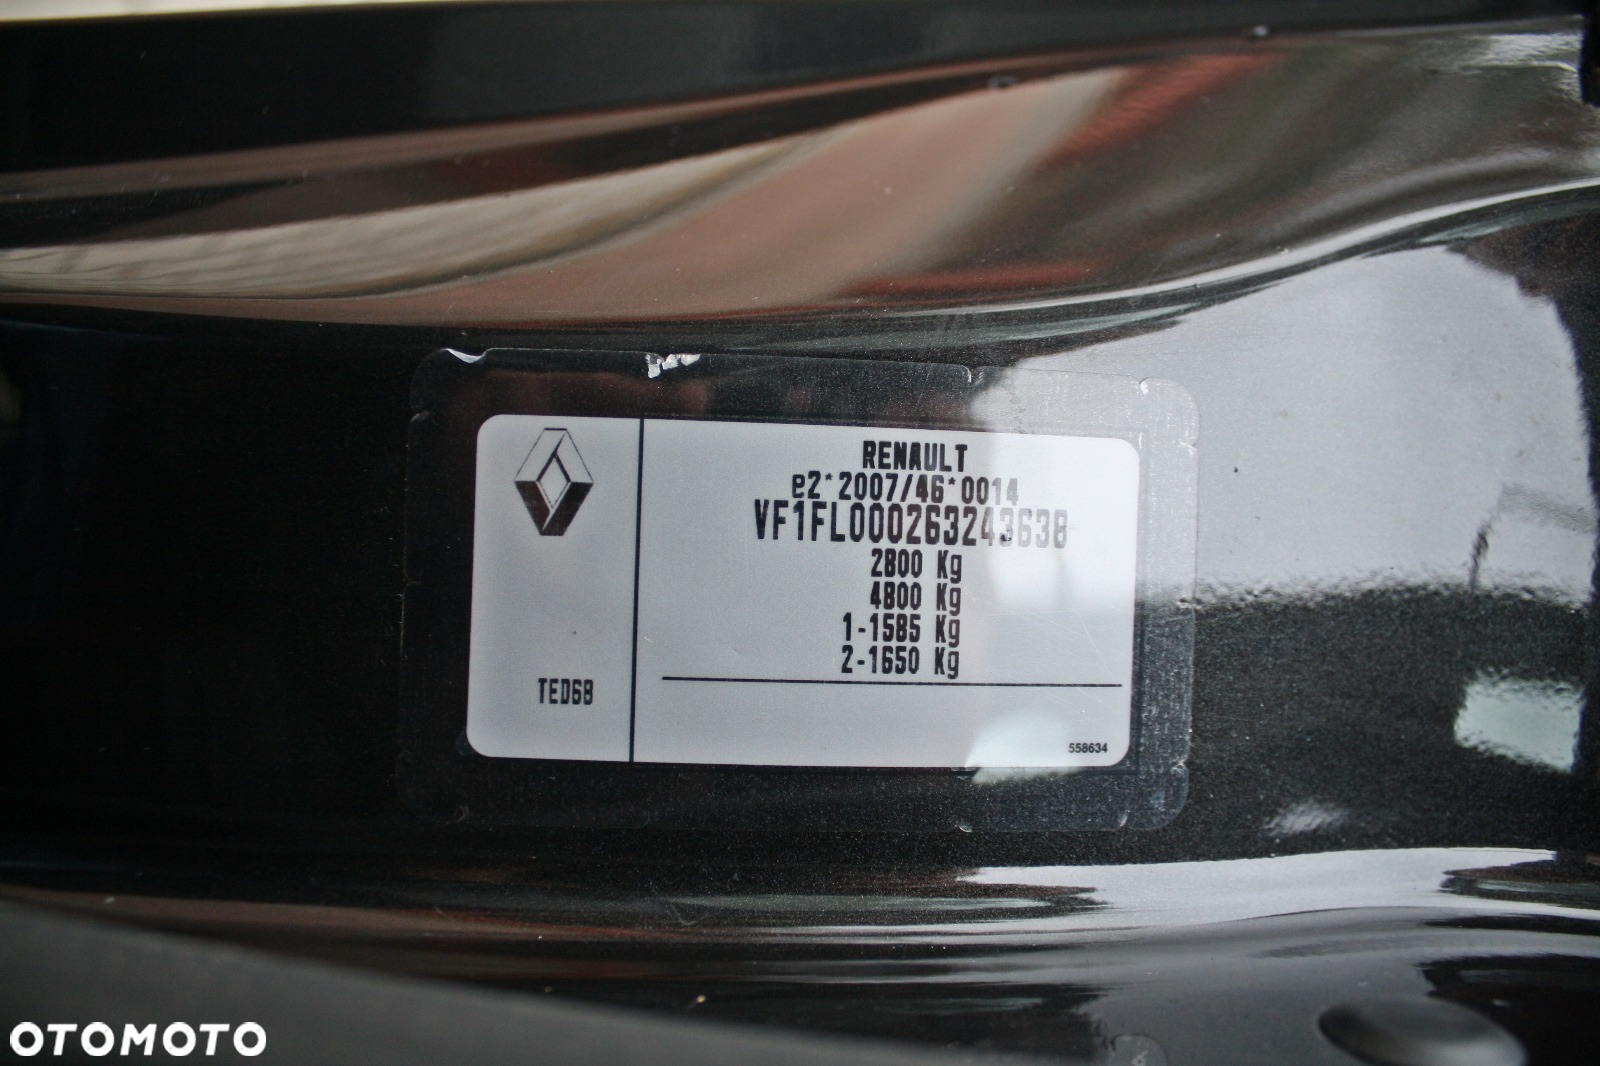 RENAULT
e2*2007/46*0014
VF1FL000263243638
2800 Kg
4800 Kg
1-1585 Kg
2-1650 Kg
TED68
558634
OTOMOTO